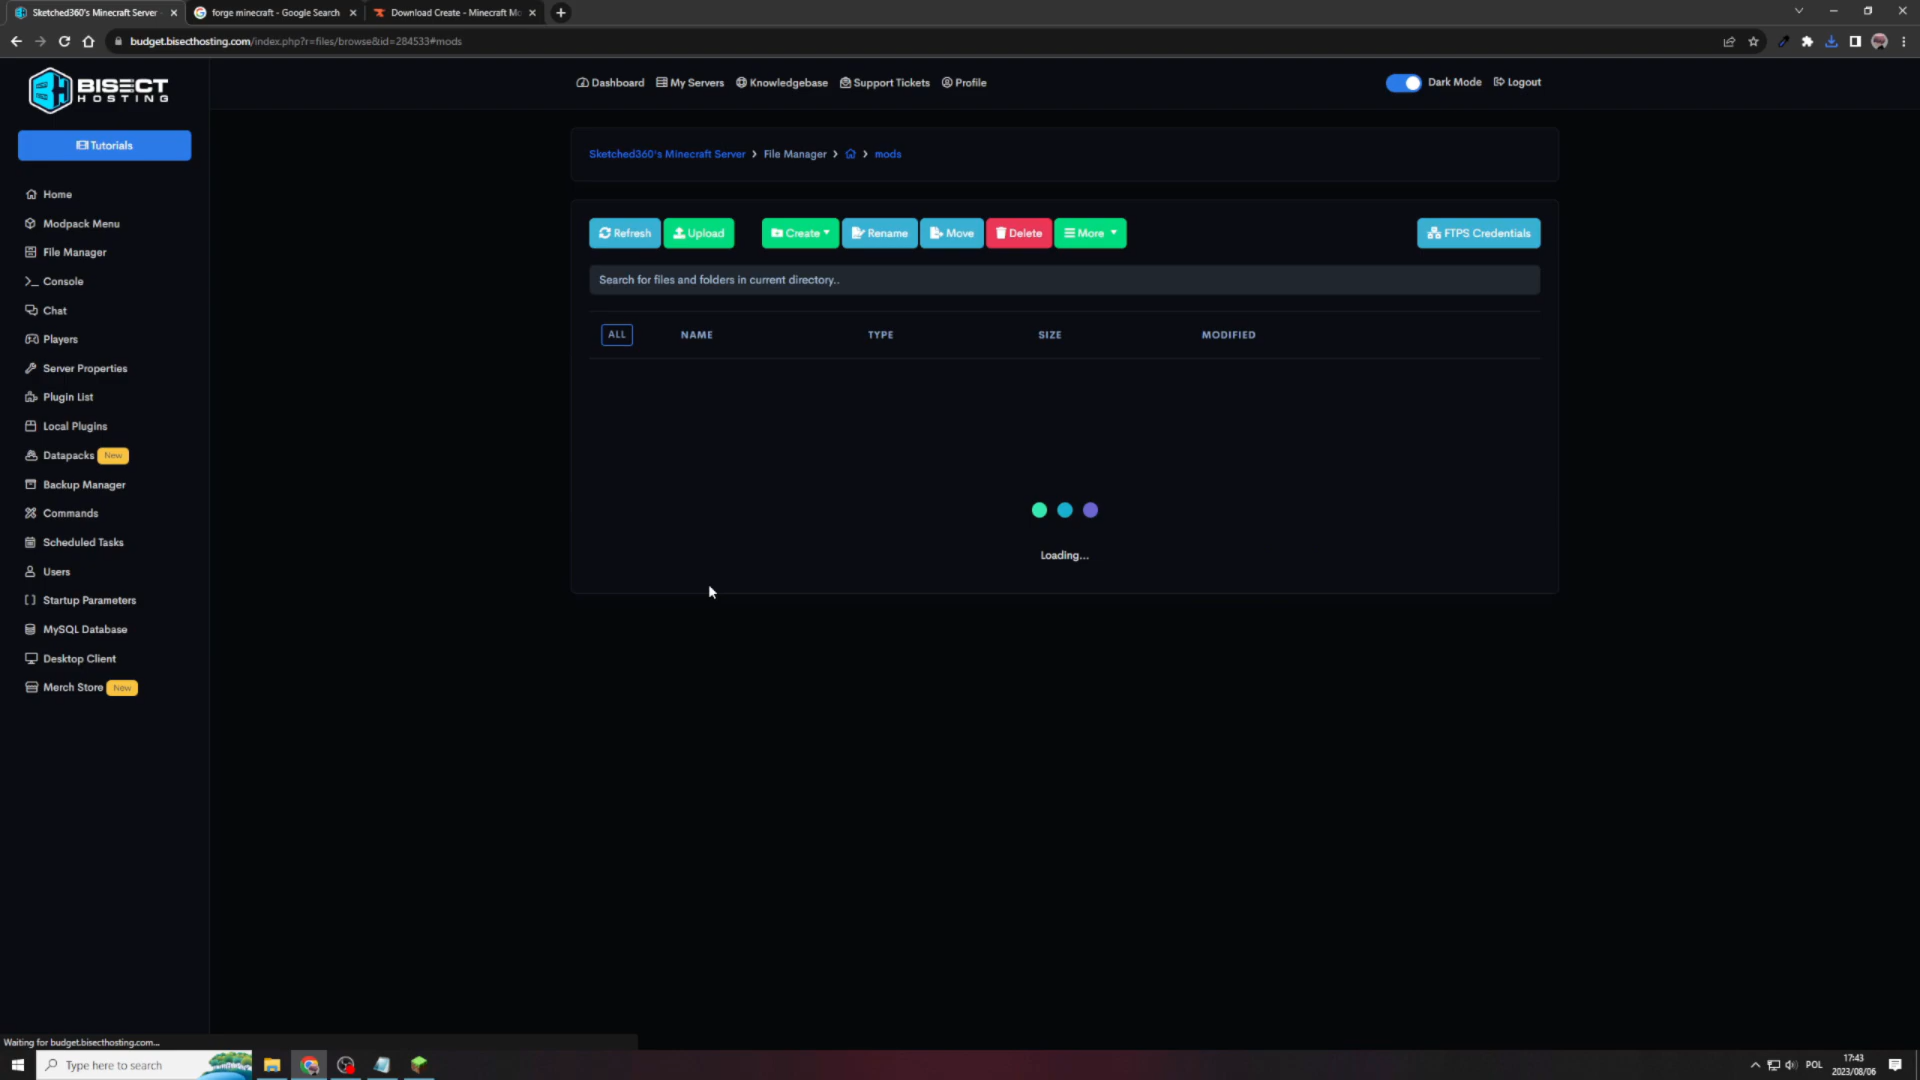 Sketched360's Minecraft Server
forge minecraft - Google Search
Download Create - Minecraft Mo
budget.bisecthosting.com/index.php?r=files/browse&id=284533#mods
BISECT
HOSTING
Dashboard
My Servers
Knowledgebase
Support Tickets
Profile
Dark Mode
Logout
Tutorials
Home
Modpack Menu
File Manager
Console
Chat
Players
Server Properties
Plugin List
Local Plugins
Datapacks New
Backup Manager
Commands
Scheduled Tasks
Users
Startup Parameters
MySQL Database
Desktop Client
Merch Store New
Sketched360's Minecraft Server > File Manager > > mods
Refresh
Upload
Create
Rename
Move
Delete
More
FTPS Credentials
Search for files and folders in current directory..
ALL NAME TYPE SIZE MODIFIED
Loading...
Waiting for budget.bisecthosting.com...
Type here to search
POL
17:43
2023/08/06